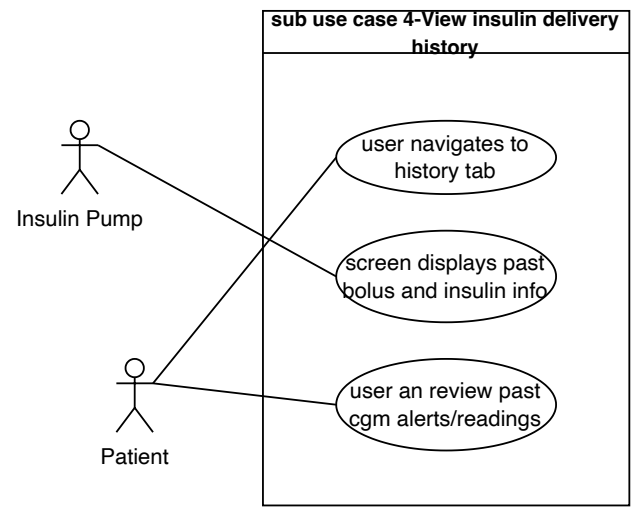 sub use case 4-View insulin delivery
history
user navigates to
history tab
Insulin Pump
screen displays past
bolus and insulin info
user an review past
cgm alerts/readings
Patient